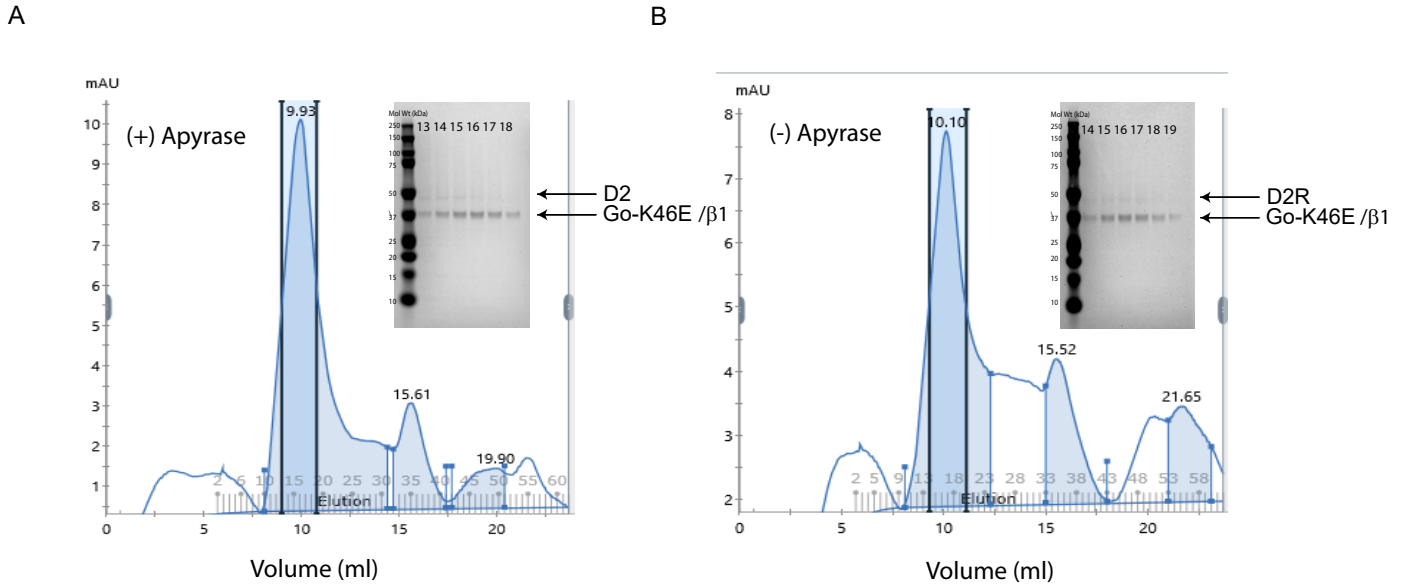 A
B
mAU
(+) Apyrase
9.93
15.61
19.90
10
9
8
7
6
5
4
3
2
1
2 6 10 15 20 25 30 35 40 45 50 55 60
Elution
0 5 10 15 20
Volume (ml)
Mol Wt (kDa)
13 14 15 16 17 18
250
150
100
75
50
37
25
20
15
10
D2
Go-K46E /β1
mAU
(-) Apyrase
10.10
15.52
21.65
8
7
6
5
4
3
2
2 5 9 13 18 23 28 33 38 43 48 53 58
Elution
0 5 10 15 20
Volume (ml)
Mol Wt (kDa)
14 15 16 17 18 19
250
150
100
75
50
37
25
20
15
10
D2R
Go-K46E /β1